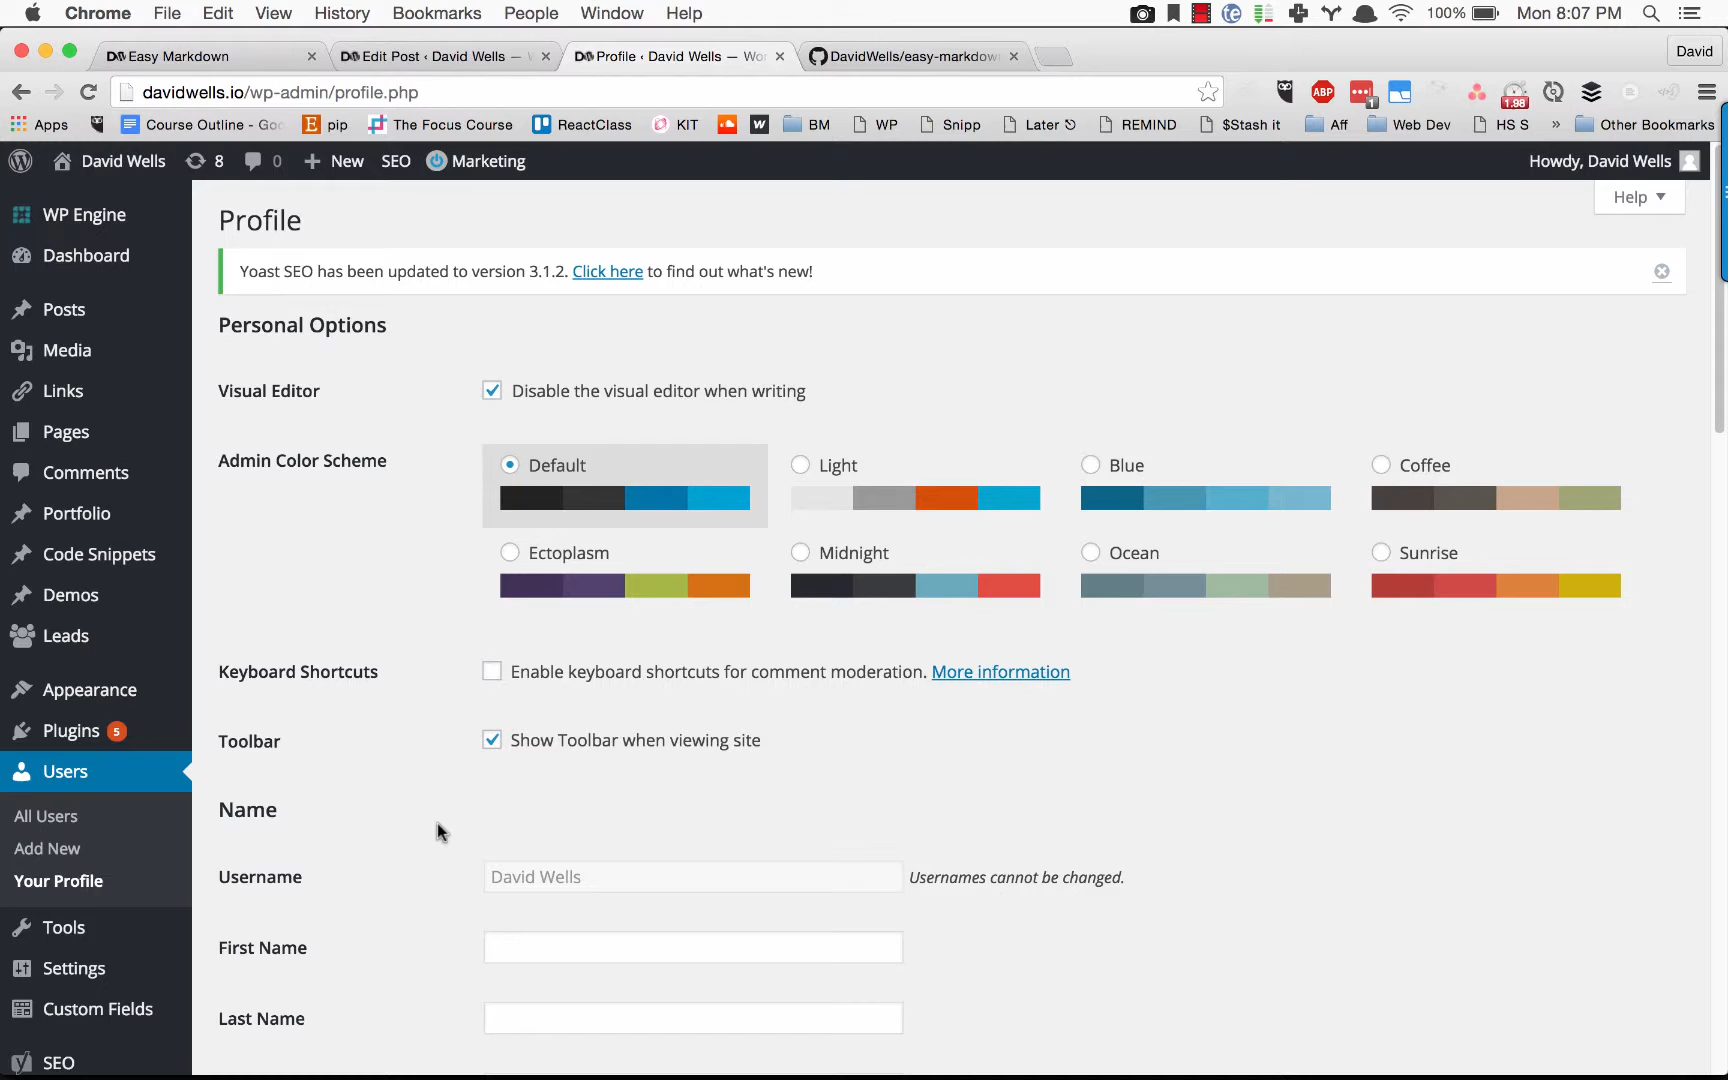 Chrome File Edit View History Bookmarks People Window Help 100% Mon 8:07 PM
Easy Markdown Edit Post ‹ David Wells — Profile ‹ David Wells — Wo DavidWells/easy-markdow David
davidwells.io/wp-admin/profile.php ABP 1 1.98
Apps Course Outline - Goo pip The Focus Course ReactClass KIT W BM WP Snipp Later REMIND $Stash it Aff Web Dev HS S » Other Bookmarks
David Wells 8 0 New SEO Marketing Howdy, David Wells
Help
WP Engine
Dashboard
Posts
Media
Links
Pages
Comments
Portfolio
Code Snippets
Demos
Leads
Appearance
Plugins 5
Users
All Users
Add New
Your Profile
Tools
Settings
Custom Fields
SEO
Profile
Yoast SEO has been updated to version 3.1.2. Click here to find out what's new!
Personal Options
Visual Editor Disable the visual editor when writing
Admin Color Scheme Default Light Blue Coffee
Ectoplasm Midnight Ocean Sunrise
Keyboard Shortcuts Enable keyboard shortcuts for comment moderation. More information
Toolbar Show Toolbar when viewing site
Name
Username David Wells Usernames cannot be changed.
First Name
Last Name